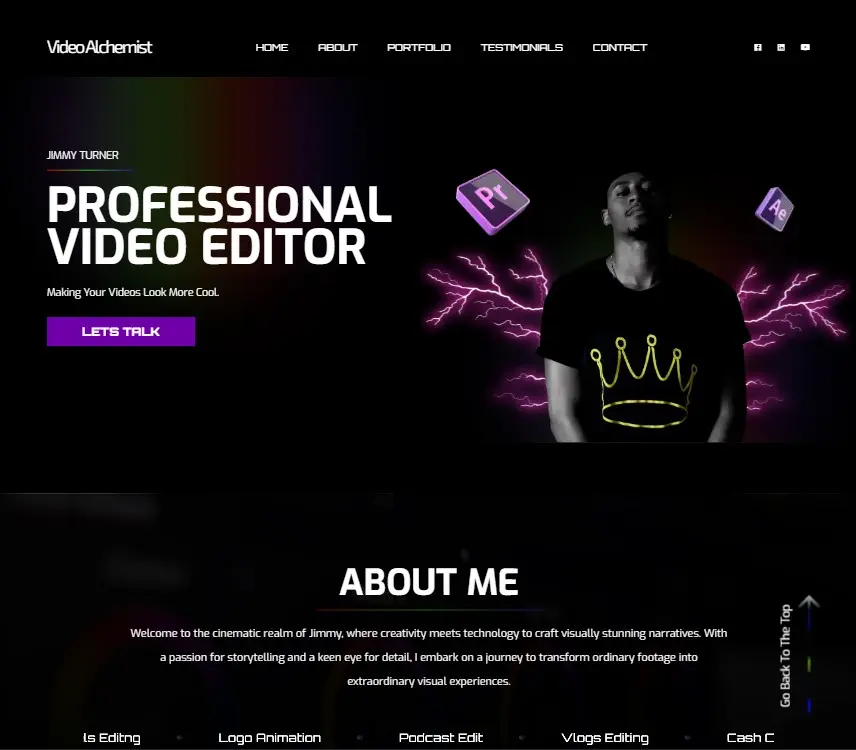 VideoAlchemist
HOME ABOUT PORTFOLIO TESTIMONIALS CONTACT
JIMMY TURNER
PROFESSIONAL
VIDEO EDITOR
Making Your Videos Look More Cool.
LETS TALK
Pr
Ae
ABOUT ME
Welcome to the cinematic realm of Jimmy, where creativity meets technology to craft visually stunning narratives. With
a passion for storytelling and a keen eye for detail, I embark on a journey to transform ordinary footage into
extraordinary visual experiences.
Go Back To The Top
ls Editng Logo Animation Podcast Edit Vlogs Editing Cash C